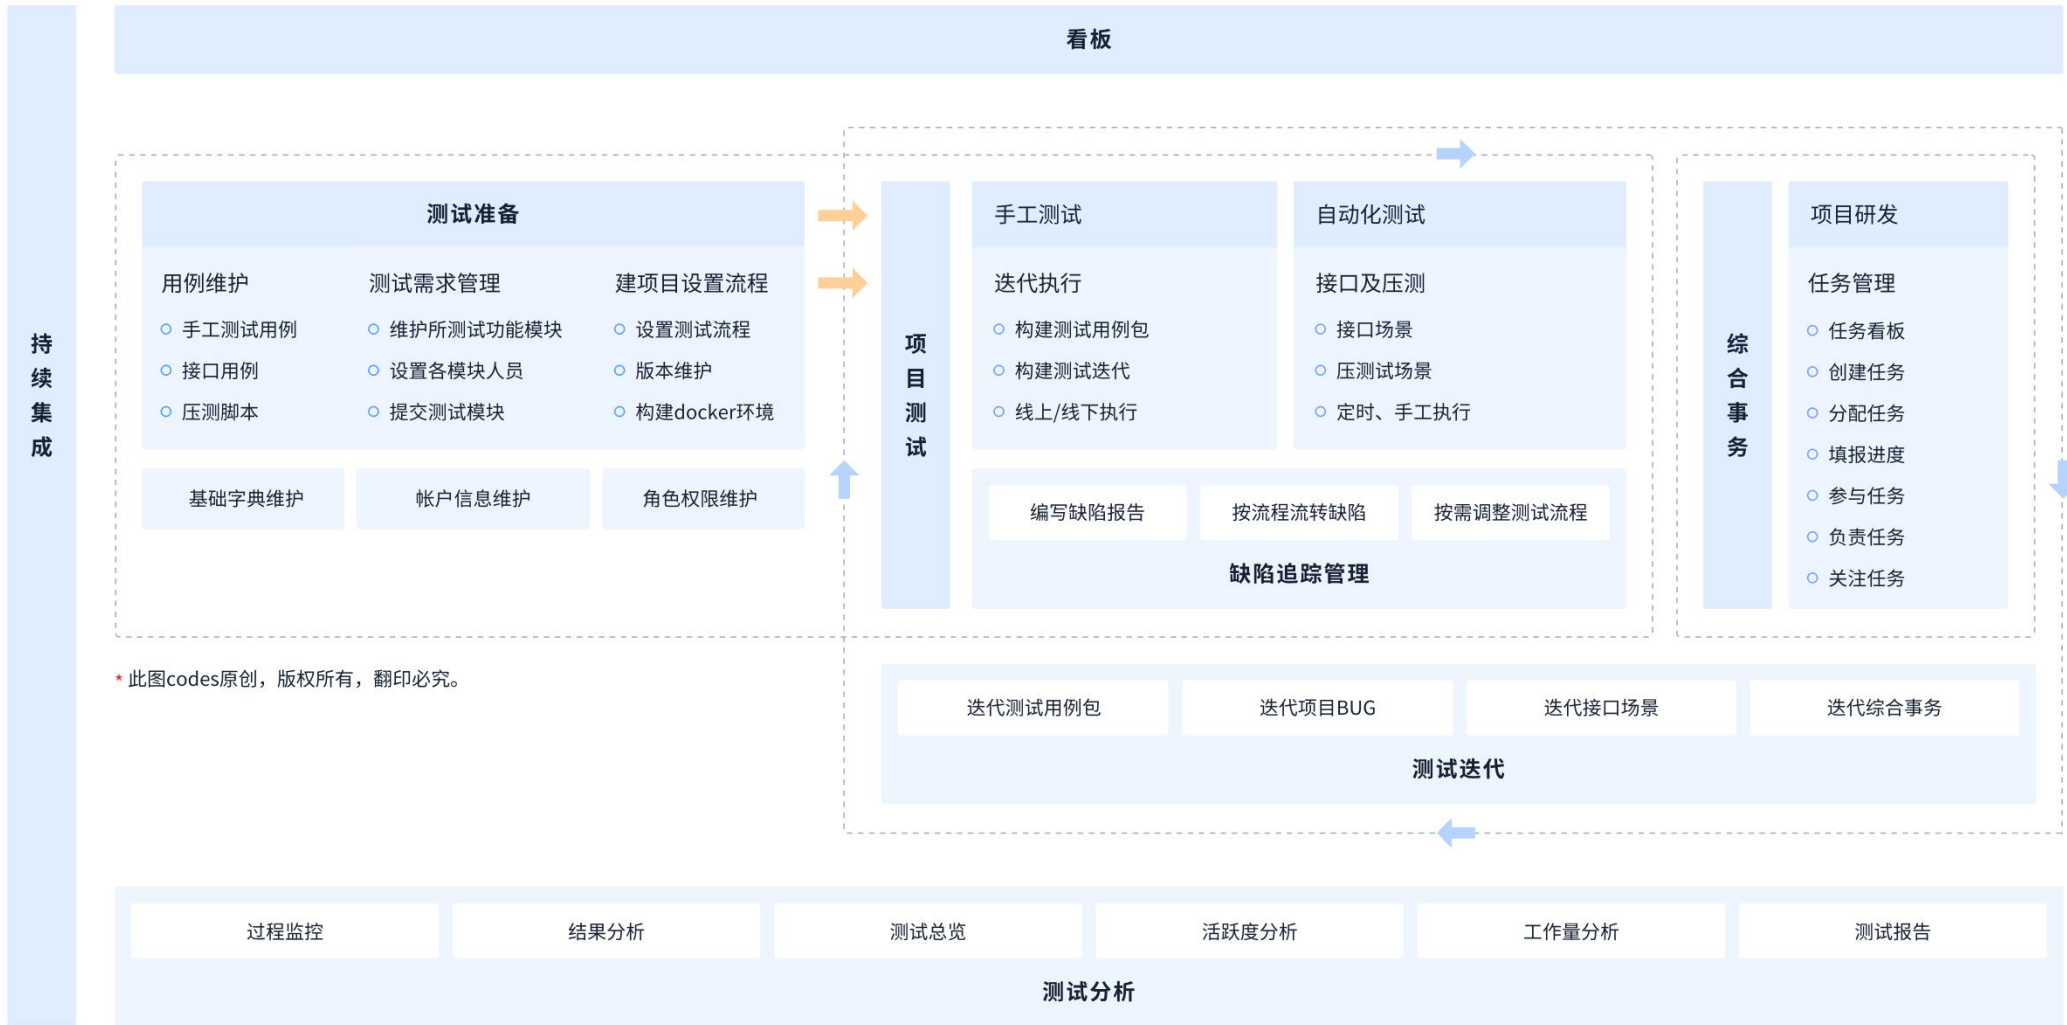 持续集成
看板
测试准备
用例维护
手工测试用例
接口用例
压测脚本
测试需求管理
维护所测试功能模块
设置各模块人员
提交测试模块
建项目设置流程
设置测试流程
版本维护
构建docker环境
基础字典维护
帐户信息维护
角色权限维护
项目测试
手工测试
迭代执行
构建测试用例包
构建测试迭代
线上/线下执行
自动化测试
接口及压测
接口场景
压测试场景
定时、手工执行
编写缺陷报告
按流程流转缺陷
按需调整测试流程
缺陷追踪管理
综合事务
项目研发
任务管理
任务看板
创建任务
分配任务
填报进度
参与任务
负责任务
关注任务
* 此图codes原创，版权所有，翻印必究。
迭代测试用例包
迭代项目BUG
迭代接口场景
迭代综合事务
测试迭代
过程监控
结果分析
测试总览
活跃度分析
工作量分析
测试报告
测试分析